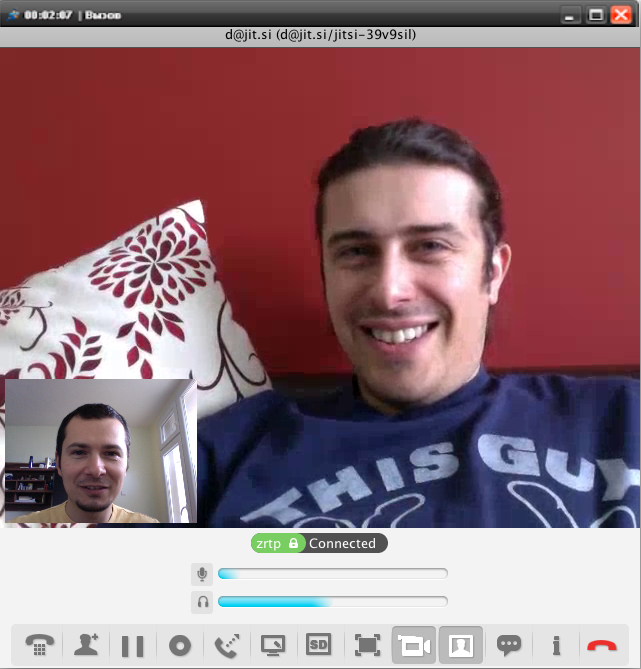 00:02:07 | Вызов
d@jit.si (d@jit.si/jitsi-39v9sil)
THIS GUY
zrtp Connected
SD